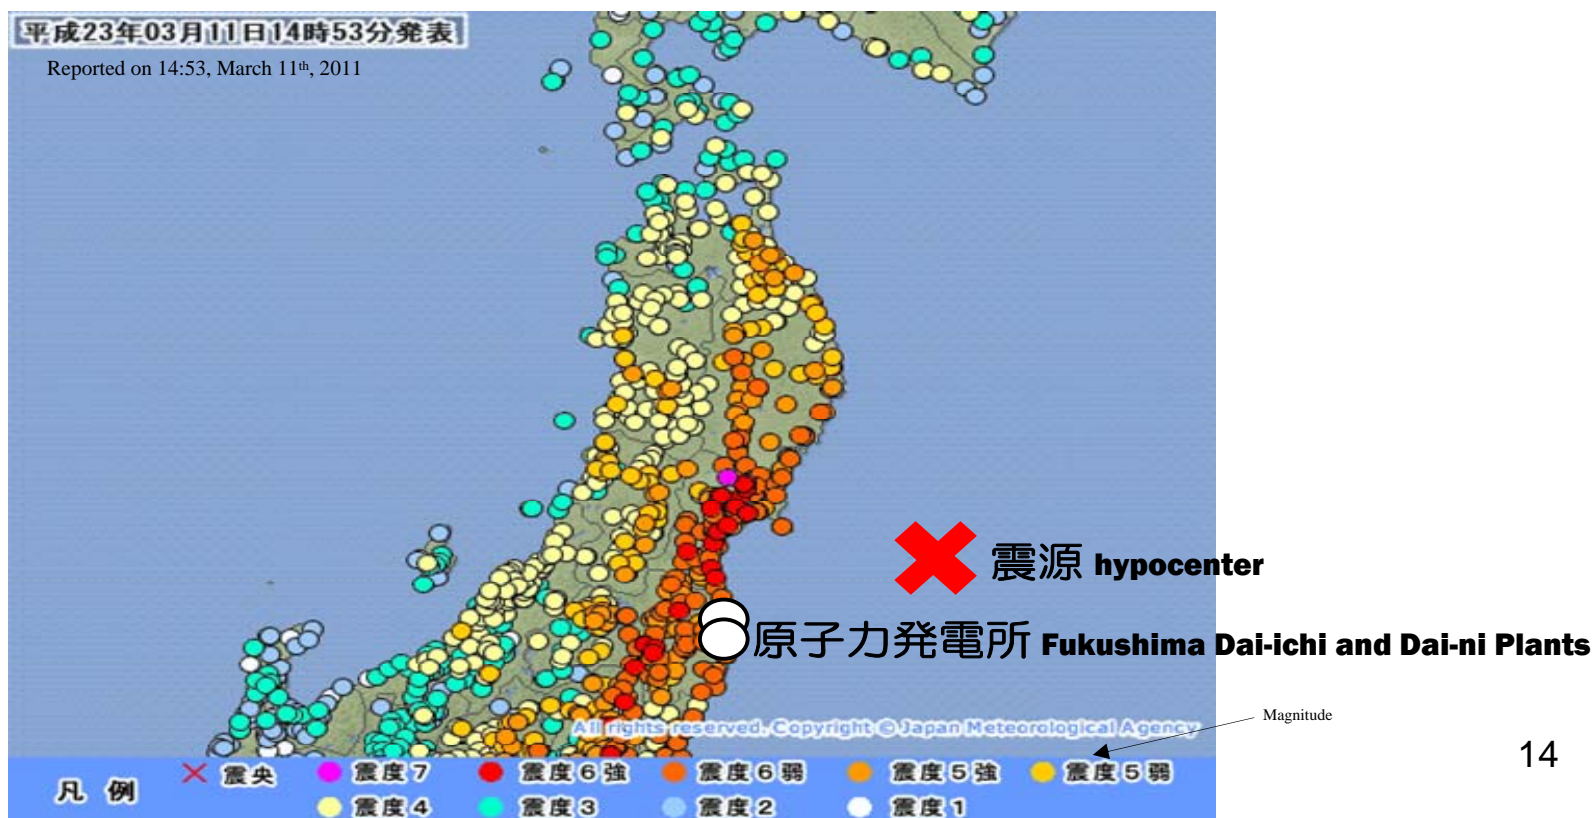 平成23年03月11日14時53分発表
Reported on 14:53, March 11th, 2011
震源 hypocenter
原子力発電所 Fukushima Dai-ichi and Dai-ni Plants
All rights reserved. Copyright © Japan Meteorological Agency
Magnitude
14
凡例 震央 震度7 震度6強 震度6弱 震度5強 震度5弱
震度4 震度3 震度2 震度1